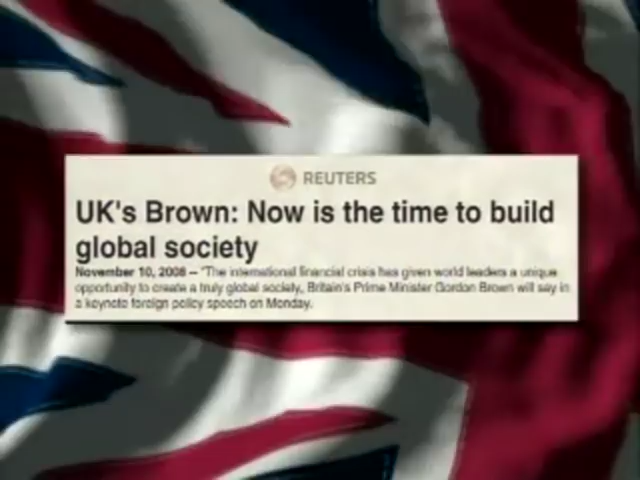 REUTERS
UK's Brown: Now is the time to build
global society
November 10, 2008 – "The international financial crisis has given world leaders a unique
opportunity to create a truly global society, Britain's Prime Minister Gordon Brown will say in
a keynote foreign policy speech on Monday.